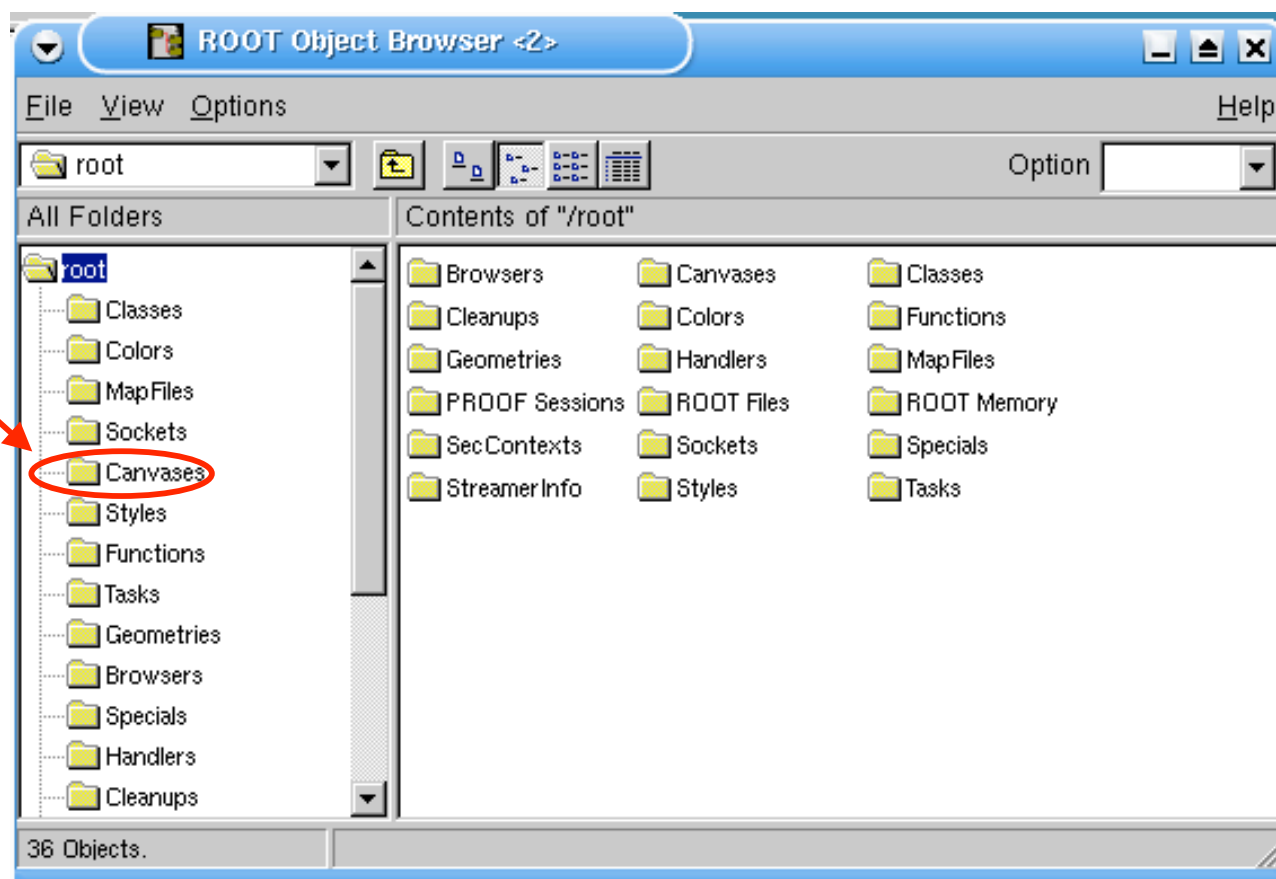 ROOT Object Browser <2>
File View Options Help
root Option
All Folders Contents of "/root"
root
Classes
Colors
MapFiles
Sockets
Canvases
Styles
Functions
Tasks
Geometries
Browsers
Specials
Handlers
Cleanups
Browsers Canvases Classes
Cleanups Colors Functions
Geometries Handlers MapFiles
PROOF Sessions ROOT Files ROOT Memory
SecContexts Sockets Specials
StreamerInfo Styles Tasks
36 Objects.